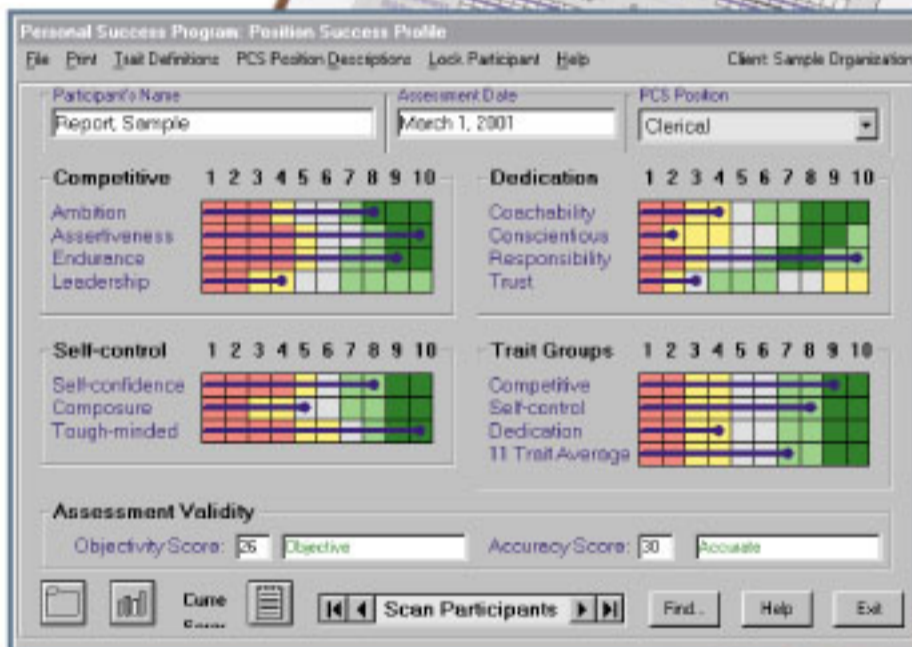 Personal Success Program: Position Success Profile
File Print Trait Definitions PCS Position Descriptions Lock Participant Help Client: Sample Organization
Participant's Name Assessment Date PCS Position
Report, Sample March 1, 2001 Clerical
Competitive 1 2 3 4 5 6 7 8 9 10 Dedication 1 2 3 4 5 6 7 8 9 10
Ambition Coachability
Assertiveness Conscientious
Endurance Responsibility
Leadership Trust
Self-control 1 2 3 4 5 6 7 8 9 10 Trait Groups 1 2 3 4 5 6 7 8 9 10
Self-confidence Competitive
Composure Self-control
Tough-minded Dedication
11 Trait Average
Assessment Validity
Objectivity Score: 26 Objective Accuracy Score: 30 Accurate
Curre Scan Participants Find.. Help Exit